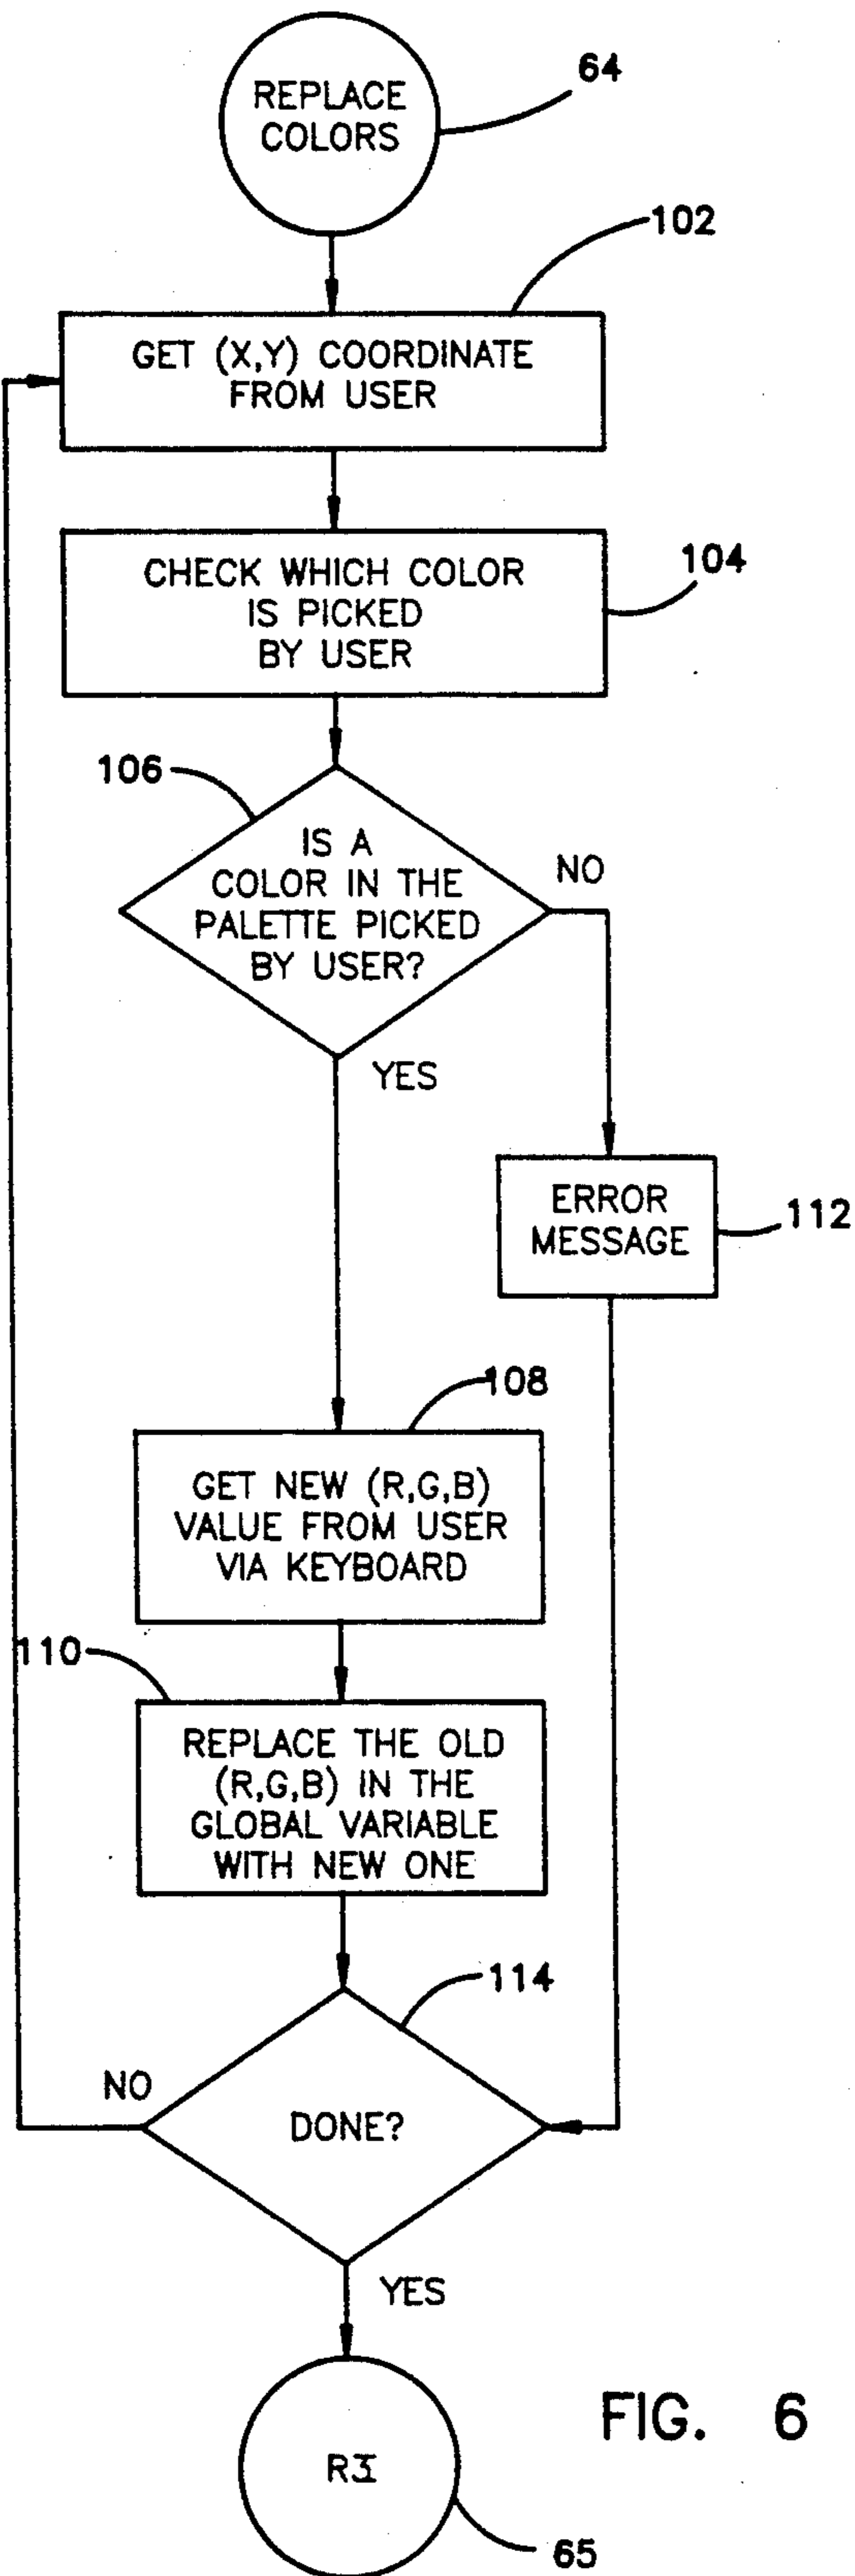 REPLACE
COLORS
64
102
GET (X,Y) COORDINATE
FROM USER
CHECK WHICH COLOR
IS PICKED
BY USER
104
106
IS A
COLOR IN THE
PALETTE PICKED
BY USER?
NO
YES
ERROR
MESSAGE
112
108
GET NEW (R,G,B)
VALUE FROM USER
VIA KEYBOARD
110
REPLACE THE OLD
(R,G,B) IN THE
GLOBAL VARIABLE
WITH NEW ONE
114
NO
DONE?
YES
FIG. 6
65